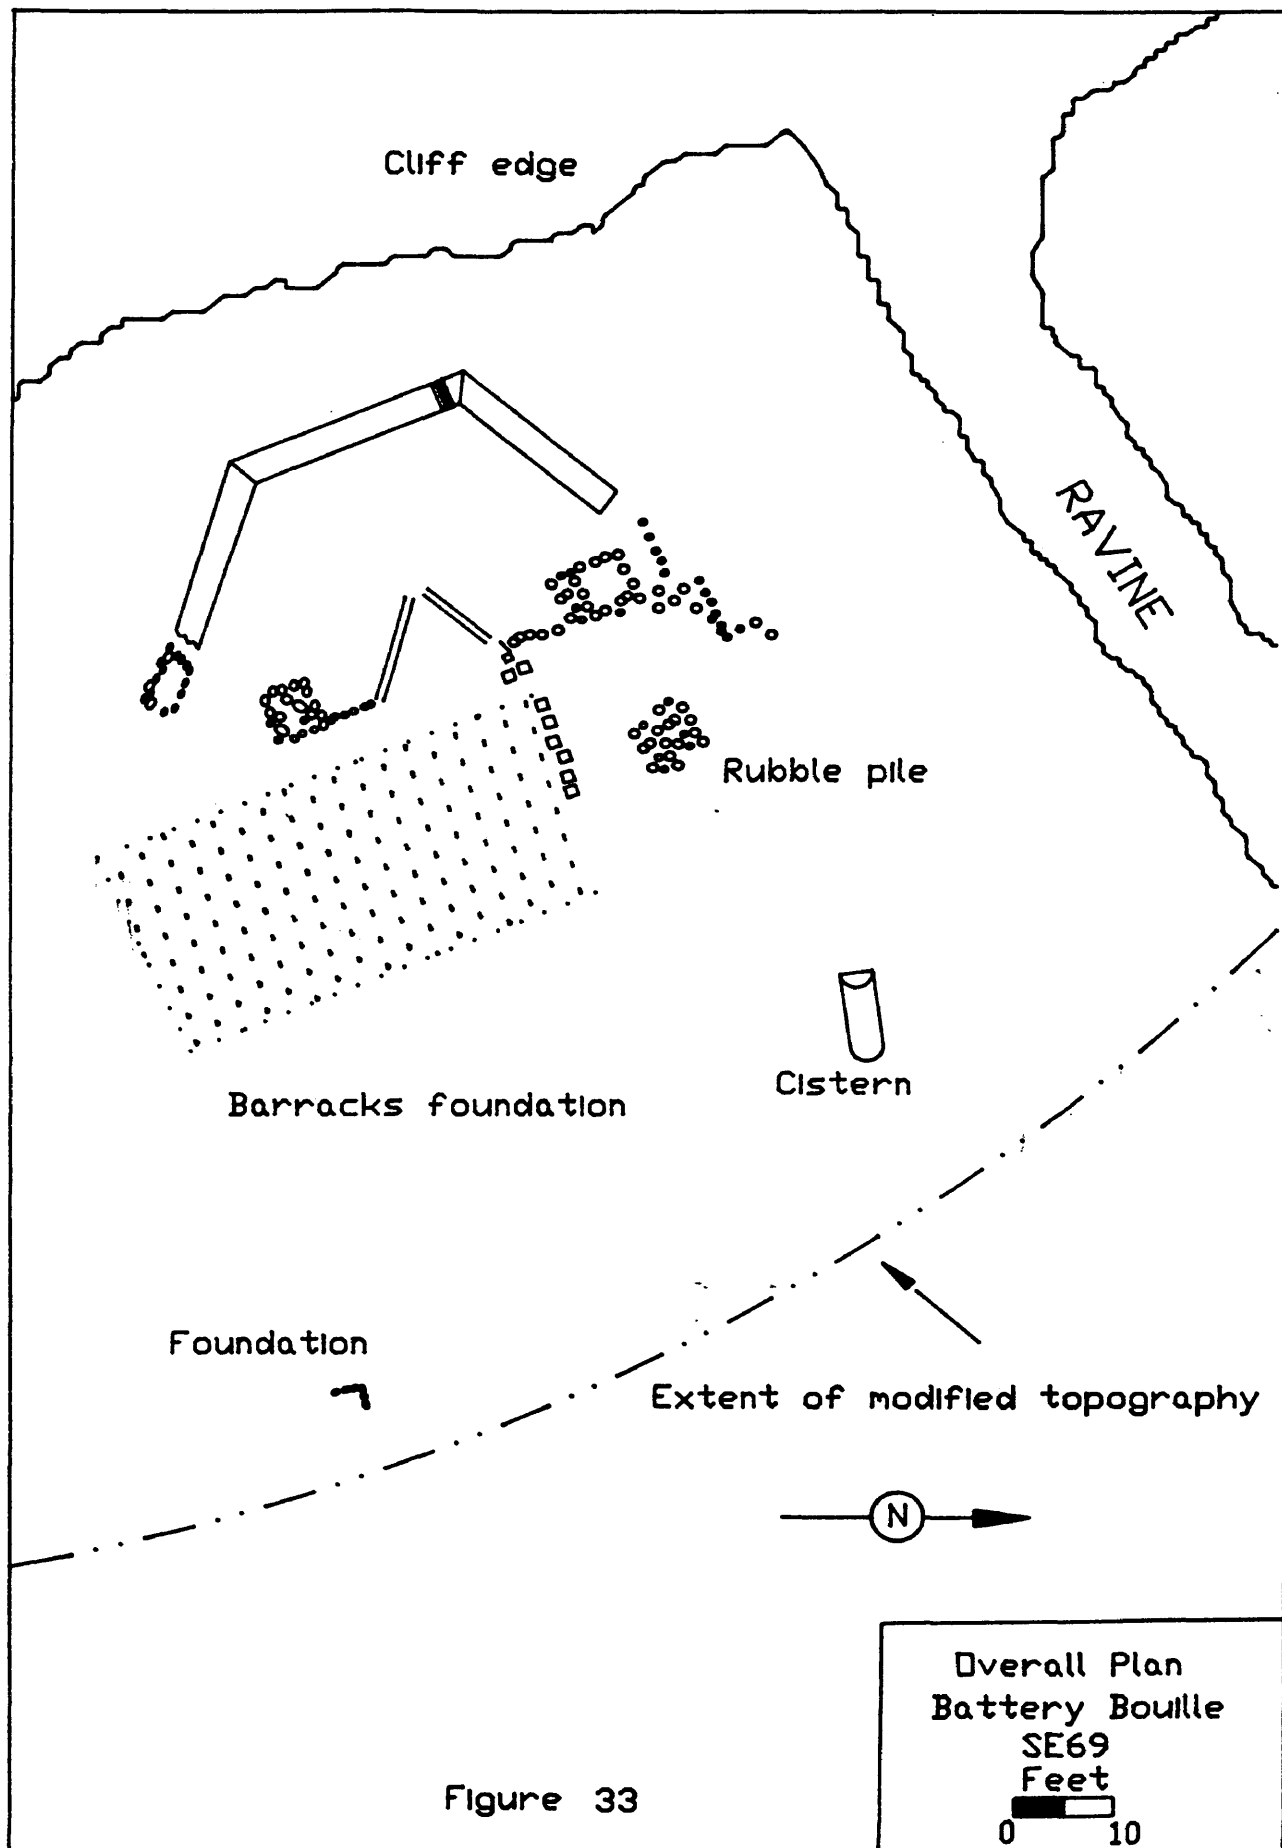 Cliff edge
RAVINE
Rubble pile
Cistern
Barracks foundation
Foundation
Extent of modified topography
N
Overall Plan
Battery Bouille
SE69
Feet
0 10
Figure 33